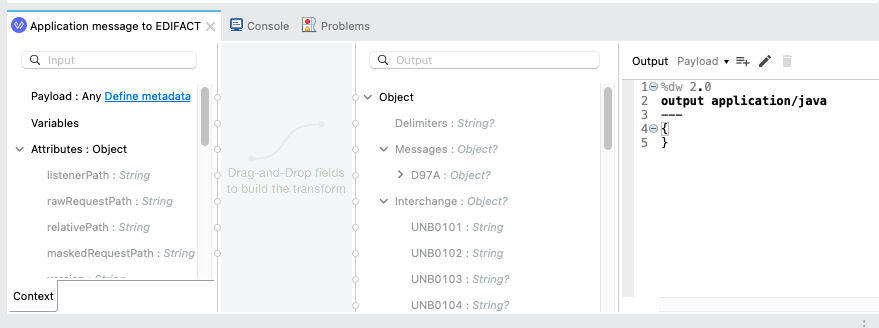 Application message to EDIFACT
Console
Problems
Input
Payload : Any Define metadata
Variables
Attributes : Object
listenerPath : String
rawRequestPath : String
relativePath : String
maskedRequestPath : String
version : String
Context
Drag-and-Drop fields
to build the transform
Output
Object
Delimiters : String?
Messages : Object?
D97A : Object?
Interchange : Object?
UNB0101 : String
UNB0102 : String
UNB0103 : String?
UNB0104 : String?
Output Payload
1 %dw 2.0
2 output application/java
3 ---
4 {
5 }